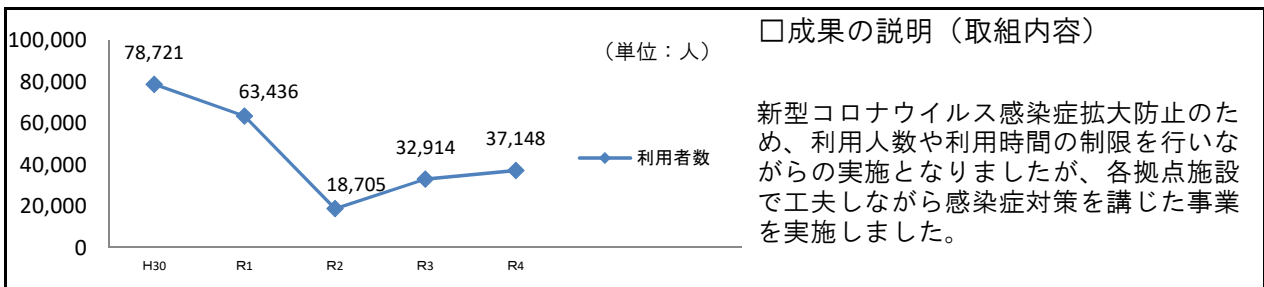 100,000
80,000
60,000
40,000
20,000
0
78,721
63,436
18,705
32,914
37,148
(単位：人)
利用者数
H30 R1 R2 R3 R4
□成果の説明（取組内容）
新型コロナウイルス感染症拡大防止のた
め、利用人数や利用時間の制限を行いな
がらの実施となりましたが、各拠点施設
で工夫しながら感染症対策を講じた事業
を実施しました。